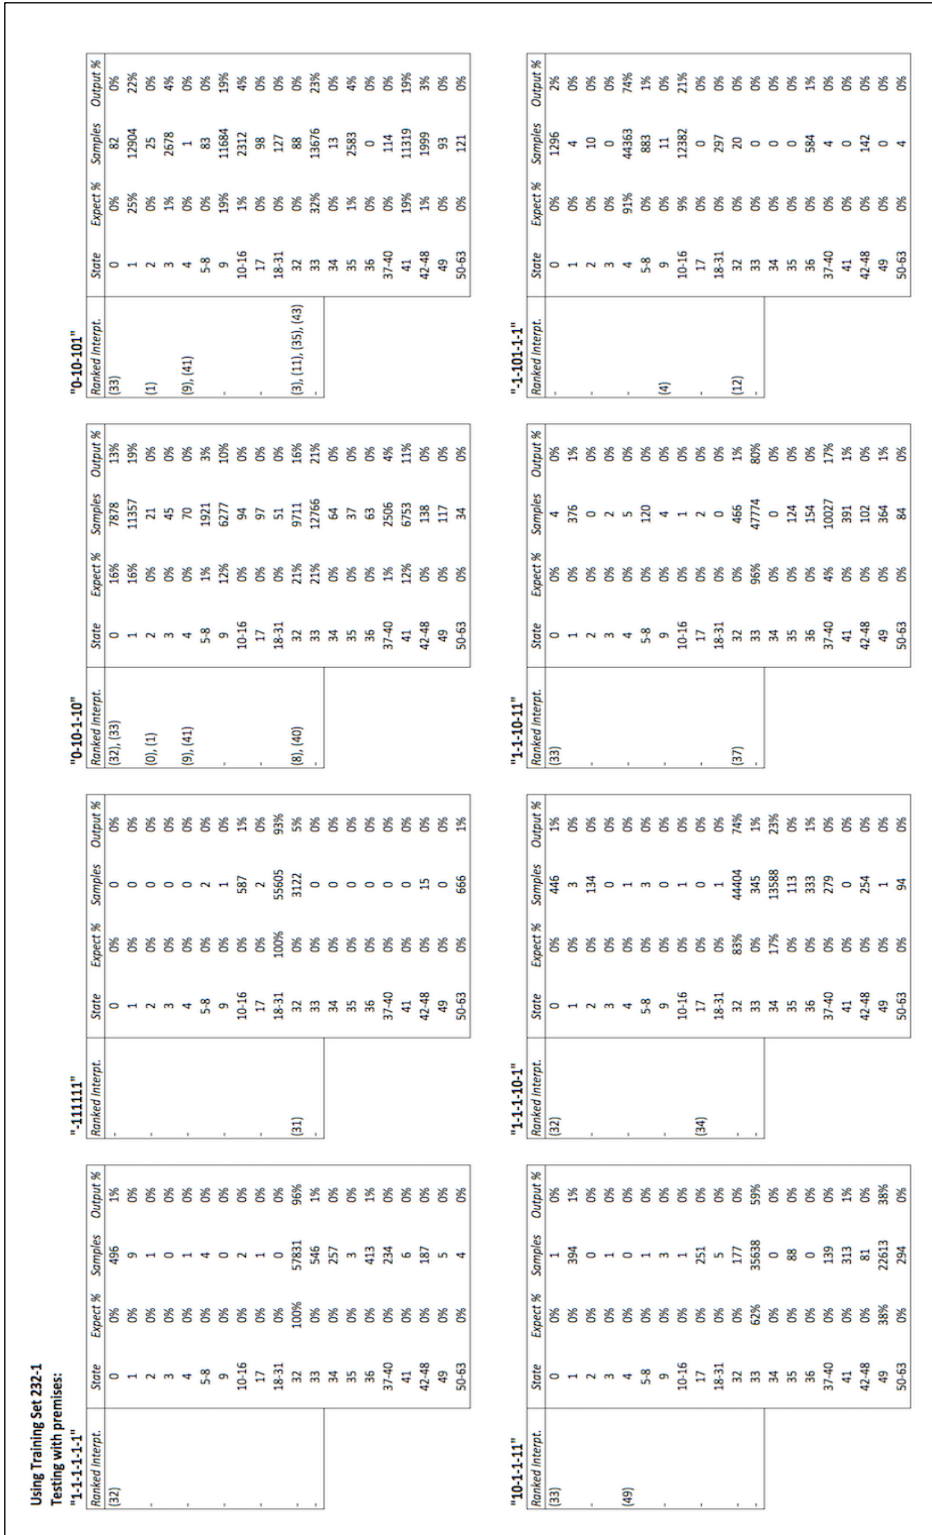 Using Training Set 232-1
Testing with premises:
"1-1-1-1-1-1"
Ranked Interpt. State Expect % Samples Output %
(32) 0 0% 496 1%
1 0% 9 0%
- 2 0% 1 0%
3 0% 0 0%
- 4 0% 1 0%
5-8 0% 4 0%
- 9 0% 0 0%
10-16 0% 2 0%
- 17 0% 1 0%
18-31 0% 0 0%
- 32 100% 57831 96%
- 33 0% 546 1%
34 0% 257 0%
35 0% 3 0%
36 0% 413 1%
37-40 0% 234 0%
41 0% 6 0%
42-48 0% 187 0%
49 0% 5 0%
50-63 0% 4 0%
"-111111"
Ranked Interpt. State Expect % Samples Output %
- 0 0% 0 0%
1 0% 0 0%
- 2 0% 0 0%
3 0% 0 0%
- 4 0% 0 0%
5-8 0% 2 0%
- 9 0% 1 0%
10-16 0% 587 1%
- 17 0% 2 0%
18-31 100% 55605 93%
(31) 32 0% 3122 5%
- 33 0% 0 0%
34 0% 0 0%
35 0% 0 0%
36 0% 0 0%
37-40 0% 0 0%
41 0% 0 0%
42-48 0% 15 0%
49 0% 0 0%
50-63 0% 666 1%
"0-10-1-10"
Ranked Interpt. State Expect % Samples Output %
(32), (33) 0 16% 7878 13%
1 16% 11357 19%
(0), (1) 2 0% 21 0%
3 0% 45 0%
(9), (41) 4 0% 70 0%
5-8 1% 1921 3%
- 9 12% 6277 10%
10-16 0% 94 0%
- 17 0% 97 0%
18-31 0% 51 0%
(8), (40) 32 21% 9711 16%
- 33 21% 12766 21%
34 0% 64 0%
35 0% 37 0%
36 0% 63 0%
37-40 1% 2506 4%
41 12% 6753 11%
42-48 0% 138 0%
49 0% 117 0%
50-63 0% 34 0%
"0-10-101"
Ranked Interpt. State Expect % Samples Output %
(33) 0 0% 82 0%
1 25% 12904 22%
(1) 2 0% 25 0%
3 1% 2678 4%
(9), (41) 4 0% 1 0%
5-8 0% 83 0%
- 9 19% 11684 19%
10-16 1% 2312 4%
- 17 0% 98 0%
18-31 0% 127 0%
(3), (11), (35), (43) 32 0% 88 0%
- 33 32% 13676 23%
34 0% 13 0%
35 1% 2583 4%
36 0% 0 0%
37-40 0% 114 0%
41 19% 11319 19%
42-48 1% 1999 3%
49 0% 93 0%
50-63 0% 121 0%
"10-1-1-11"
Ranked Interpt. State Expect % Samples Output %
(33) 0 0% 1 0%
1 0% 394 1%
- 2 0% 0 0%
3 0% 1 0%
(49) 4 0% 0 0%
5-8 0% 1 0%
- 9 0% 3 0%
10-16 0% 1 0%
- 17 0% 251 0%
18-31 0% 5 0%
- 32 0% 177 0%
- 33 62% 35638 59%
34 0% 0 0%
35 0% 88 0%
36 0% 0 0%
37-40 0% 139 0%
41 0% 313 1%
42-48 0% 81 0%
49 38% 22613 38%
50-63 0% 294 0%
"1-1-1-10-1"
Ranked Interpt. State Expect % Samples Output %
(32) 0 0% 446 1%
1 0% 3 0%
- 2 0% 134 0%
3 0% 0 0%
- 4 0% 1 0%
5-8 0% 3 0%
- 9 0% 0 0%
10-16 0% 1 0%
(34) 17 0% 0 0%
18-31 0% 1 0%
- 32 83% 44404 74%
- 33 0% 345 1%
34 17% 13588 23%
35 0% 113 0%
36 0% 333 1%
37-40 0% 279 0%
41 0% 0 0%
42-48 0% 254 0%
49 0% 1 0%
50-63 0% 94 0%
"1-1-10-11"
Ranked Interpt. State Expect % Samples Output %
(33) 0 0% 4 0%
1 0% 376 1%
- 2 0% 0 0%
3 0% 2 0%
- 4 0% 5 0%
5-8 0% 120 0%
- 9 0% 4 0%
10-16 0% 1 0%
- 17 0% 2 0%
18-31 0% 0 0%
(37) 32 0% 466 1%
- 33 96% 47774 80%
34 0% 0 0%
35 0% 124 0%
36 0% 154 0%
37-40 4% 10027 17%
41 0% 391 1%
42-48 0% 102 0%
49 0% 364 1%
50-63 0% 84 0%
"-1-101-1-1"
Ranked Interpt. State Expect % Samples Output %
- 0 0% 1296 2%
1 0% 4 0%
- 2 0% 10 0%
3 0% 0 0%
- 4 91% 44363 74%
5-8 0% 883 1%
(4) 9 0% 11 0%
10-16 9% 12382 21%
- 17 0% 0 0%
18-31 0% 297 0%
(12) 32 0% 20 0%
- 33 0% 0 0%
34 0% 0 0%
35 0% 0 0%
36 0% 584 1%
37-40 0% 4 0%
41 0% 0 0%
42-48 0% 142 0%
49 0% 0 0%
50-63 0% 4 0%